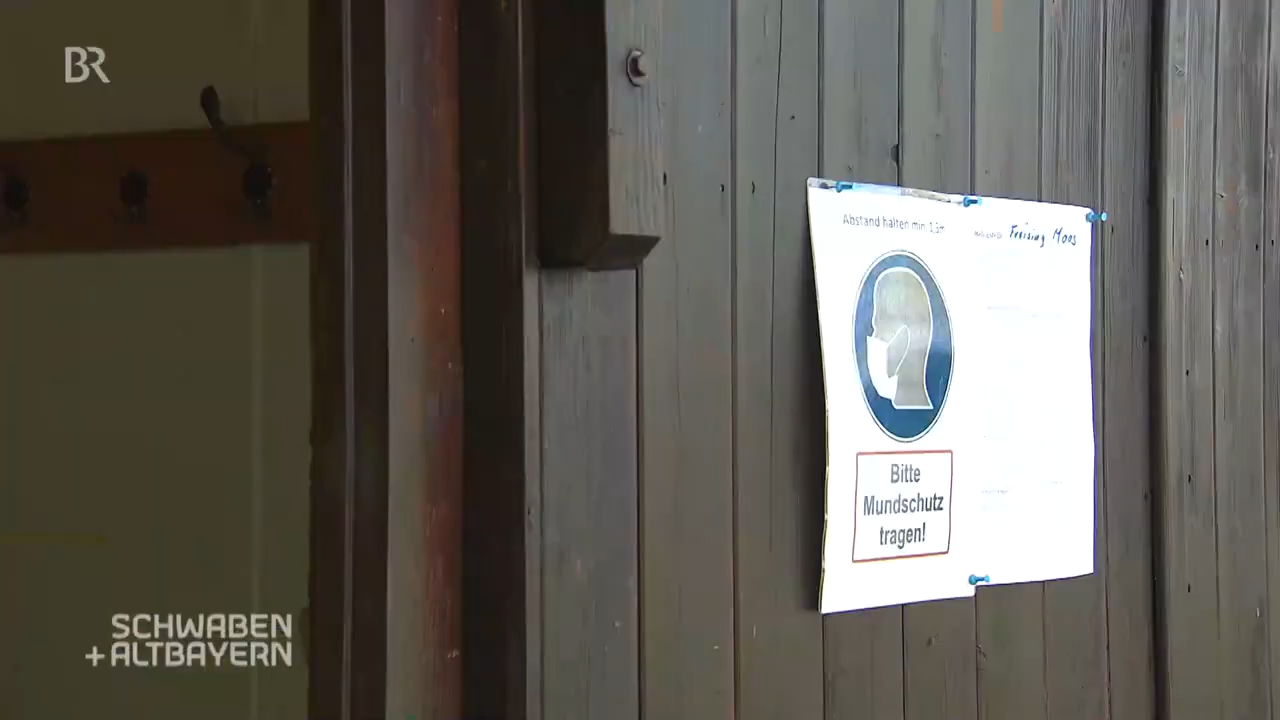 BR
Abstand halten min. 1,5m
Freising Moos
Bitte
Mundschutz
tragen!
SCHWABEN
+ALTBAYERN